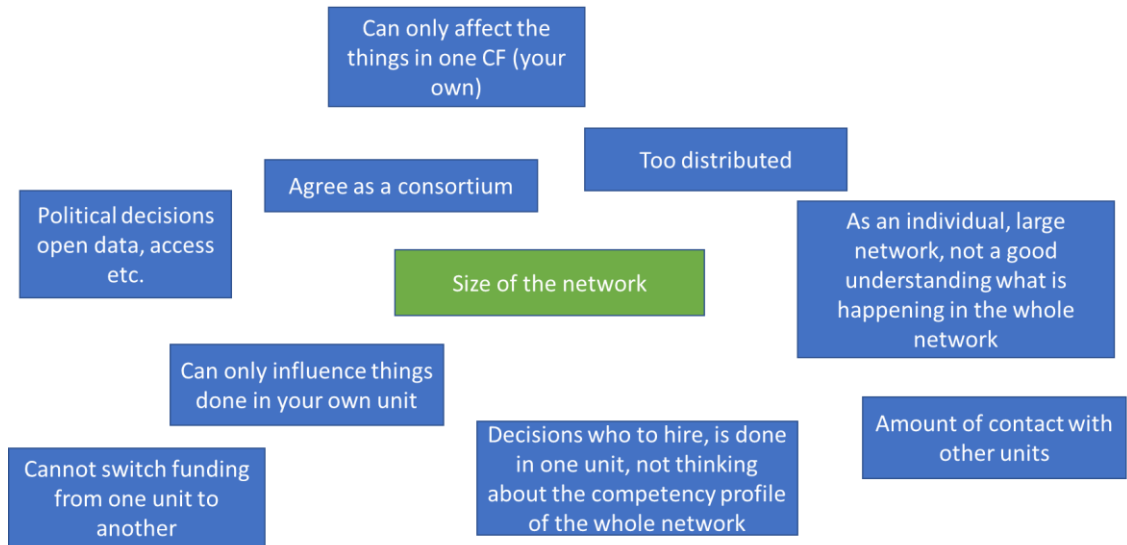 Can only affect the
things in one CF (your
own)
Too distributed
Agree as a consortium
Political decisions
open data, access
etc.
As an individual, large
network, not a good
understanding what is
happening in the whole
network
Size of the network
Can only influence things
done in your own unit
Amount of contact with
other units
Decisions who to hire, is done
in one unit, not thinking
about the competency profile
of the whole network
Cannot switch funding
from one unit to
another